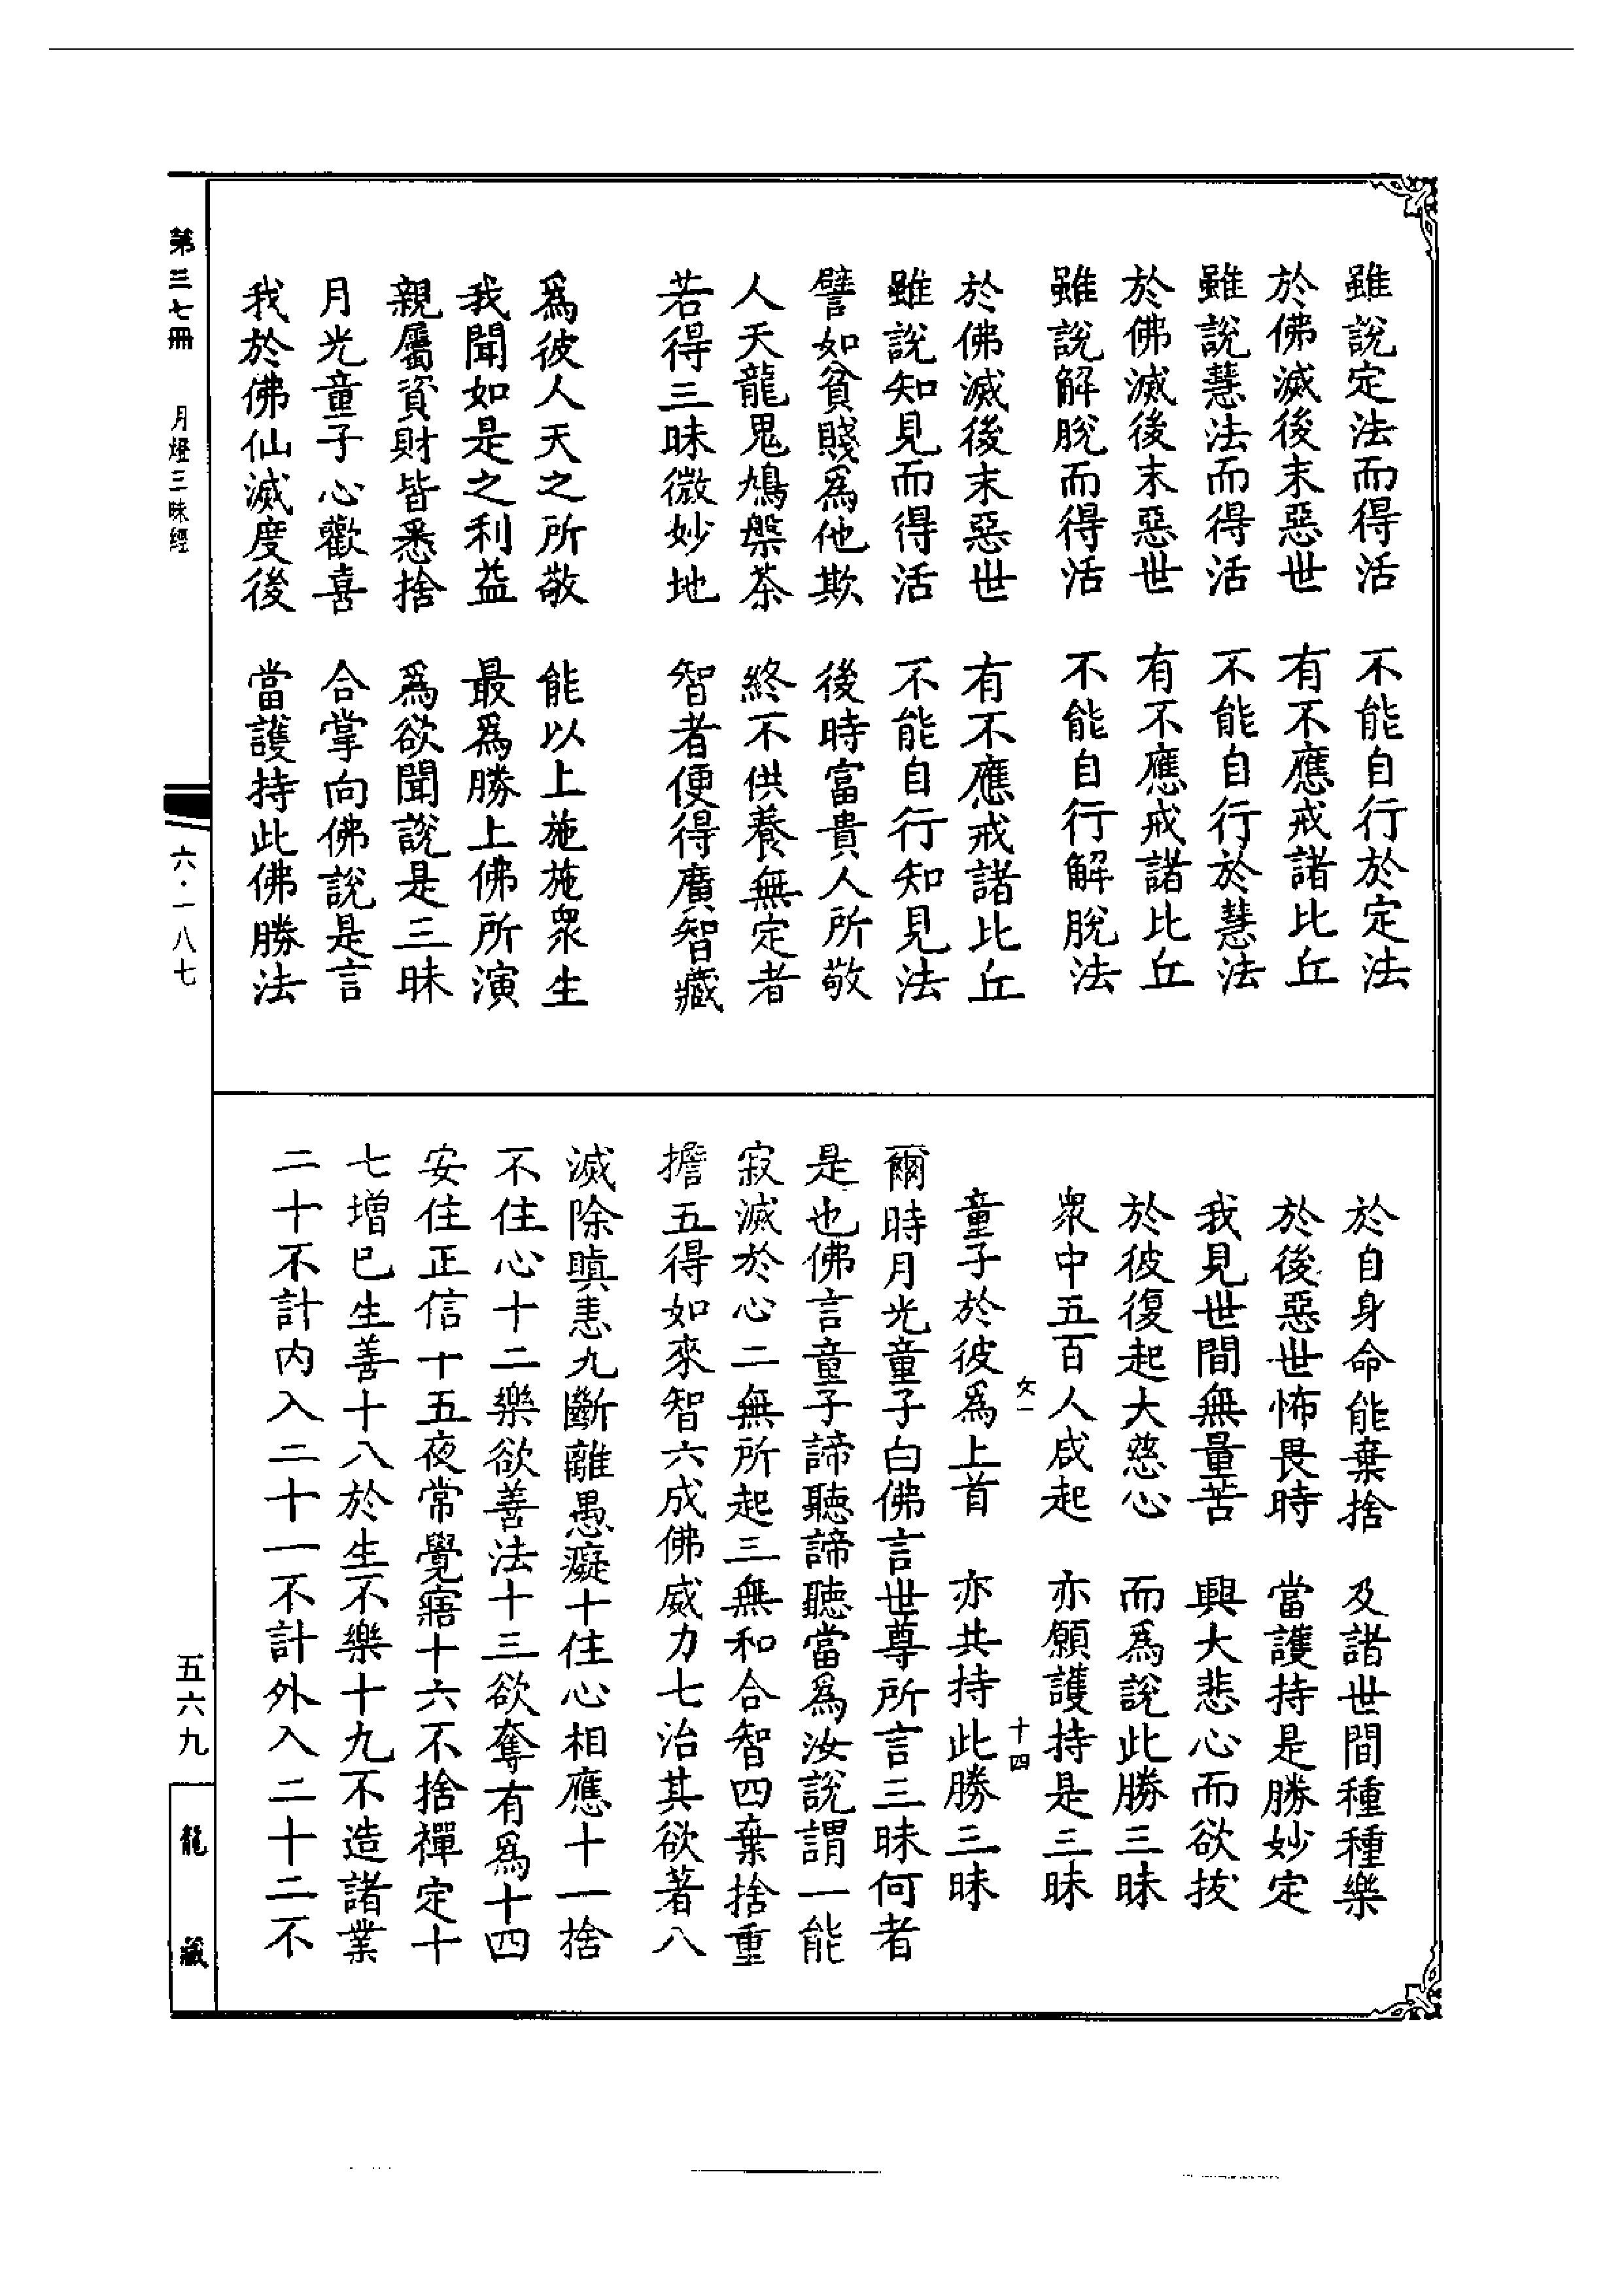 雖說定法而得活　不能自行於定法
於佛滅後末惡世　有不應戒諸比丘
雖說慧法而得活　不能自行於慧法
於佛滅後末惡世　有不應戒諸比丘
雖說解脫而得活　不能自行解脫法
於佛滅後末惡世　有不應戒諸比丘
雖說知見而得活　不能自行知見法
譬如貧賤爲他欺　後時富貴人所敬
人天龍鬼鳩槃茶　終不供養無定者
若得三昧微妙地　智者便得廣智藏
爲彼人天之所敬　能以上施施衆生
我聞如是之利益　最爲勝上佛所演
親屬資財皆悉捨　爲欲聞說是三昧
月光童子心歡喜　合掌向佛說是言
我於佛仙滅度後　當護持此佛勝法
第三七冊　月燈三昧經
六・一八七
於自身命能棄捨　及諸世間種種樂
於後惡世怖畏時　當護持是勝妙定
我見世間無量苦　興大悲心而欲拔
於彼復起大慈心　而爲說此勝三昧
衆中五百人咸起　亦願護持是三昧
攵一　十四
童子於彼爲上首　亦共持此勝三昧
爾時月光童子白佛言世尊所言三昧何者
是也佛言童子諦聽諦聽當爲汝說謂一能
寂滅於心二無所起三無和合智四棄捨重
擔五得如來智六成佛威力七治其欲著八
滅除瞋恚九斷離愚癡十住心相應十一捨
不住心十二樂欲善法十三欲奪有爲十四
安住正信十五夜常覺寤十六不捨禪定十
七增已生善十八於生不樂十九不造諸業
二十不計內入二十一不計外入二十二不
五六九
龍藏